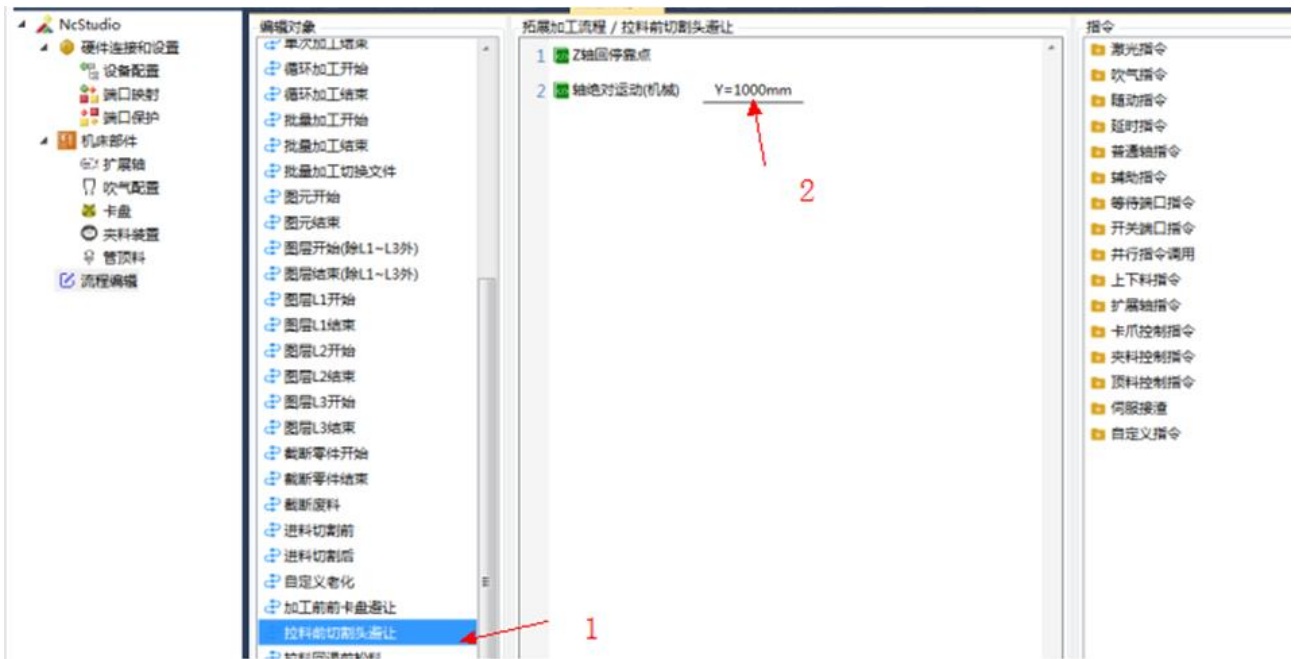 NcStudio
硬件连接和设置
设备配置
端口映射
端口保护
机床部件
扩展轴
吹气配置
卡盘
夹料装置
管顶料
流程编辑
编辑对象
单次加工结束
循环加工开始
循环加工结束
批量加工开始
批量加工结束
批量加工切换文件
图元开始
图元结束
图层开始(除L1~L3外)
图层结束(除L1~L3外)
图层L1开始
图层L1结束
图层L2开始
图层L2结束
图层L3开始
图层L3结束
截断零件开始
截断零件结束
截断废料
进料切割前
进料切割后
自定义老化
加工前前卡盘避让
拉料前切割头避让
拉料回退前松料
拓展加工流程 / 拉料前切割头避让
1 Z轴回停靠点
2 轴绝对运动(机械) Y=1000mm
2
1
指令
激光指令
吹气指令
随动指令
延时指令
普通轴指令
辅助指令
等待端口指令
开关端口指令
并行指令调用
上下料指令
扩展轴指令
卡爪控制指令
夹料控制指令
顶料控制指令
伺服接渣
自定义指令